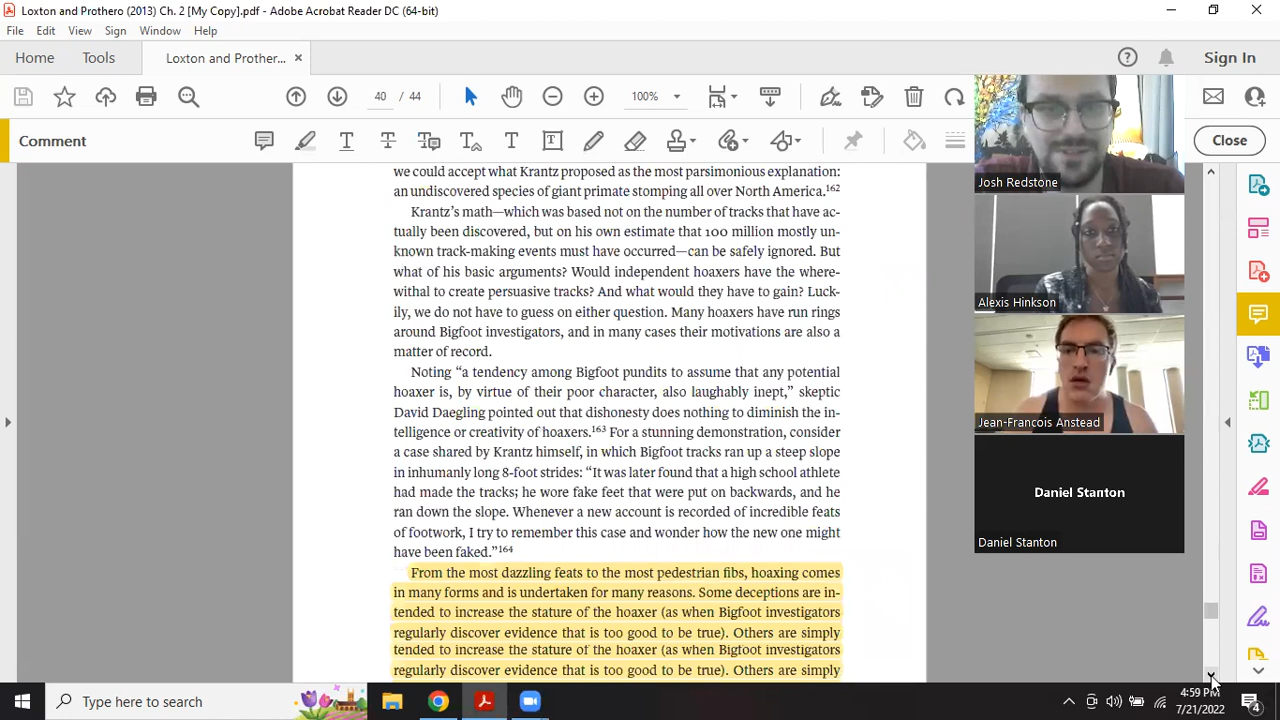 Loxton and Prothero (2013) Ch. 2 [My Copy].pdf - Adobe Acrobat Reader DC (64-bit)
File Edit View Sign Window Help
Home Tools Loxton and Prother... × Sign In
40 / 44 100%
Comment Close
we could accept what Krantz proposed as the most parsimonious explanation:
an undiscovered species of giant primate stomping all over North America.162
Krantz's math—which was based not on the number of tracks that have ac-
tually been discovered, but on his own estimate that 100 million mostly un-
known track-making events must have occurred—can be safely ignored. But
what of his basic arguments? Would independent hoaxers have the where-
withal to create persuasive tracks? And what would they have to gain? Luck-
ily, we do not have to guess on either question. Many hoaxers have run rings
around Bigfoot investigators, and in many cases their motivations are also a
matter of record.
Noting “a tendency among Bigfoot pundits to assume that any potential
hoaxer is, by virtue of their poor character, also laughably inept,” skeptic
David Daegling pointed out that dishonesty does nothing to diminish the in-
telligence or creativity of hoaxers.163 For a stunning demonstration, consider
a case shared by Krantz himself, in which Bigfoot tracks ran up a steep slope
in inhumanly long 8-foot strides: “It was later found that a high school athlete
had made the tracks; he wore fake feet that were put on backwards, and he
ran down the slope. Whenever a new account is recorded of incredible feats
of footwork, I try to remember this case and wonder how the new one might
have been faked.”164
From the most dazzling feats to the most pedestrian fibs, hoaxing comes
in many forms and is undertaken for many reasons. Some deceptions are in-
tended to increase the stature of the hoaxer (as when Bigfoot investigators
regularly discover evidence that is too good to be true). Others are simply
tended to increase the stature of the hoaxer (as when Bigfoot investigators
regularly discover evidence that is too good to be true). Others are simply
Josh Redstone
Alexis Hinkson
Jean-Francois Anstead
Daniel Stanton
Daniel Stanton
Type here to search
4:59 PM
7/21/2022
4